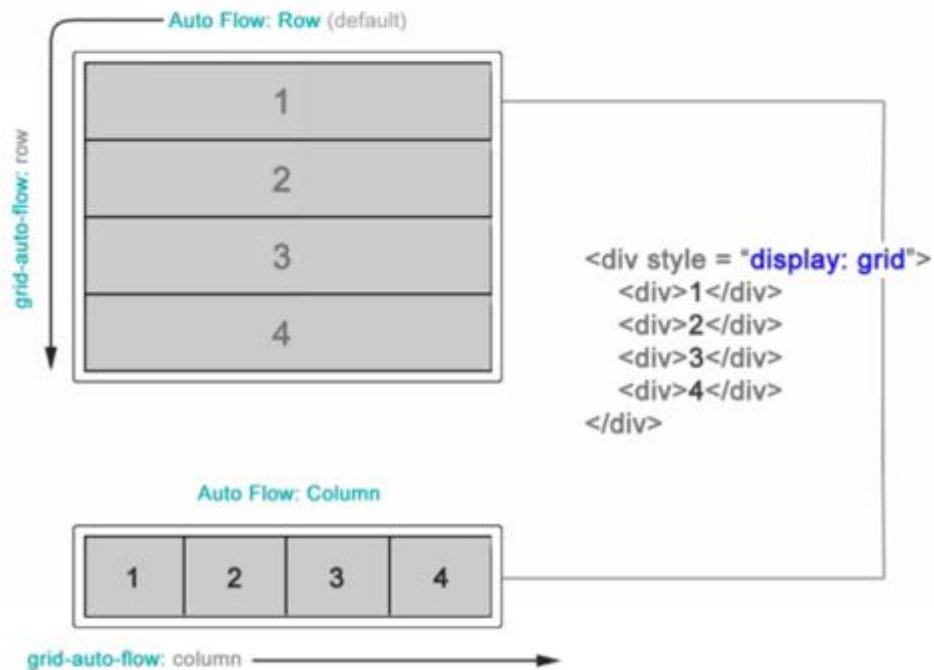 Auto Flow: Row (default)
grid-auto-flow: row
1
2
3
4
<div style = "display: grid">
<div>1</div>
<div>2</div>
<div>3</div>
<div>4</div>
</div>
Auto Flow: Column
1 2 3 4
grid-auto-flow: column